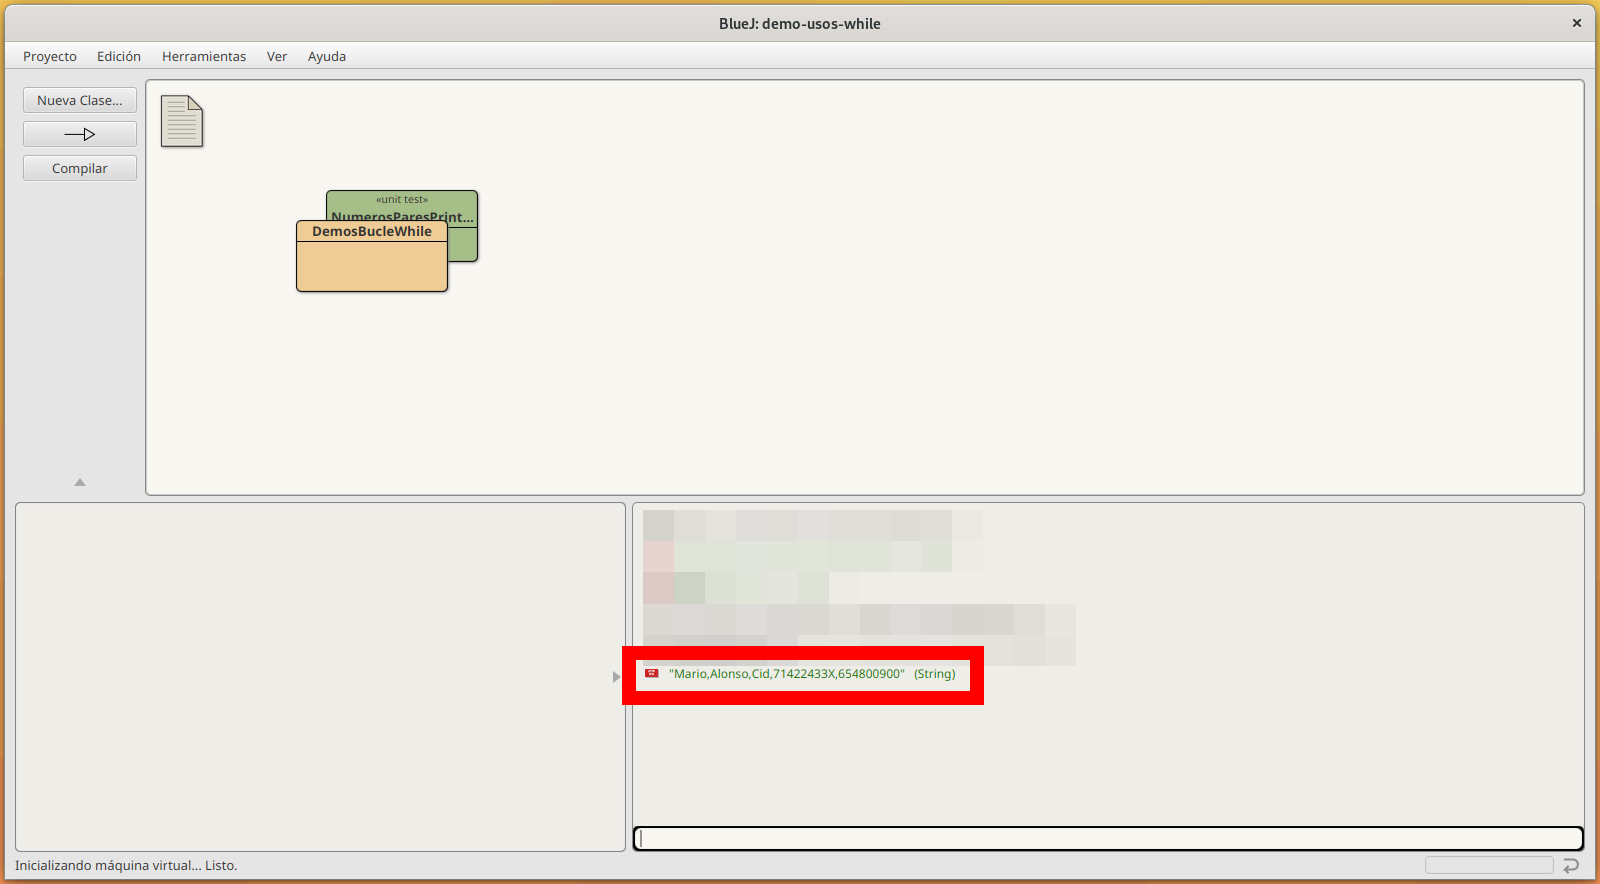 BlueJ: demo-usos-while
Proyecto Edición Herramientas Ver Ayuda
Nueva Clase...
Compilar
«unit test»
NumerosParesPrint...
DemosBucleWhile
"Mario,Alonso,Cid,71422433X,654800900" (String)
Inicializando máquina virtual... Listo.